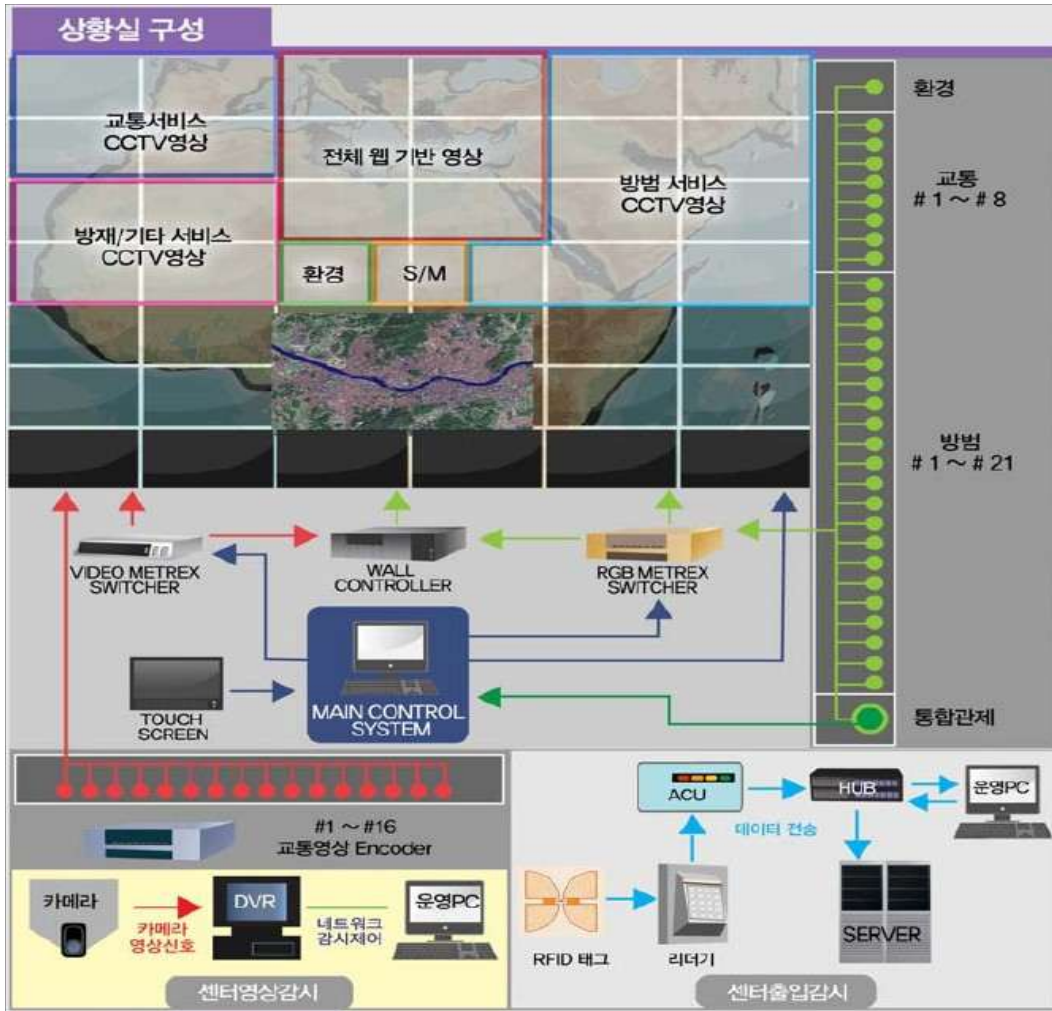 상황실 구성
교통서비스
CCTV영상
전체 웹 기반 영상
방범 서비스
CCTV영상
방재/기타 서비스
CCTV영상
환경
S/M
환경
교통
#1～#8
방범
#1～#21
통합관제
VIDEO METREX
SWITCHER
WALL
CONTROLLER
RGB METREX
SWITCHER
TOUCH
SCREEN
MAIN CONTROL
SYSTEM
#1～#16
교통영상 Encoder
카메라
카메라
영상신호
DVR
네트워크
감시제어
운영PC
센터영상감시
ACU
HUB
운영PC
데이터 전송
RFID 태그
리더기
SERVER
센터출입감시